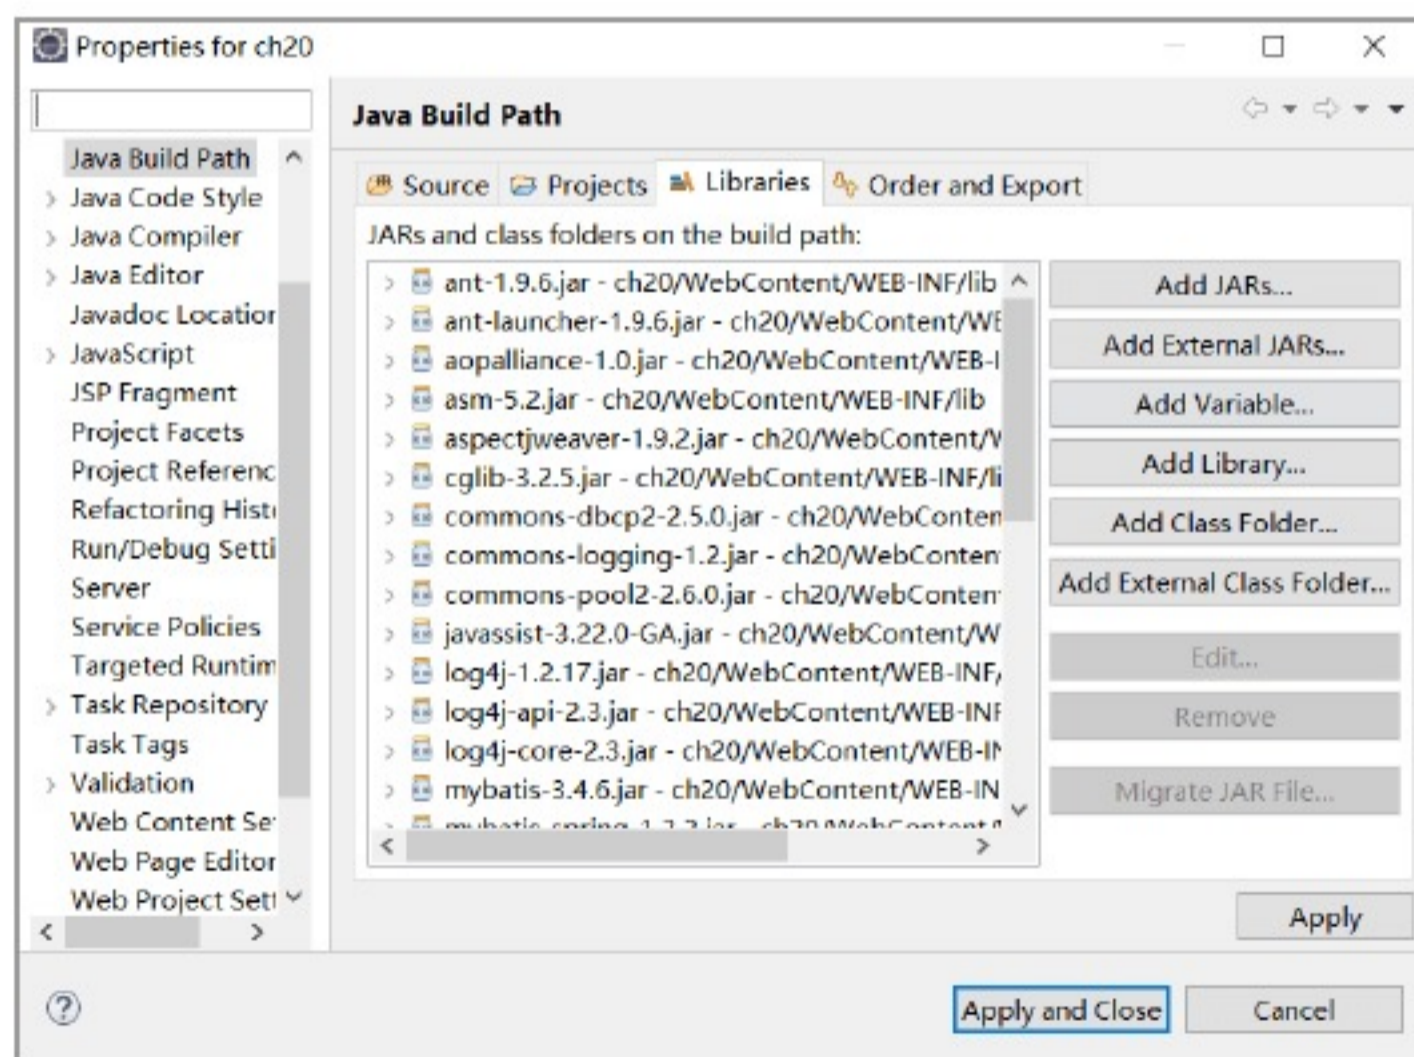 Properties for ch20
Java Build Path
Java Code Style
Java Compiler
Java Editor
Javadoc Location
JavaScript
JSP Fragment
Project Facets
Project Referenc
Refactoring Hist
Run/Debug Setti
Server
Service Policies
Targeted Runtim
Task Repository
Task Tags
Validation
Web Content Se
Web Page Editor
Web Project Sett
Java Build Path
Source Projects Libraries Order and Export
JARs and class folders on the build path:
ant-1.9.6.jar - ch20/WebContent/WEB-INF/lib
ant-launcher-1.9.6.jar - ch20/WebContent/WE
aopalliance-1.0.jar - ch20/WebContent/WEB-I
asm-5.2.jar - ch20/WebContent/WEB-INF/lib
aspectjweaver-1.9.2.jar - ch20/WebContent/W
cglib-3.2.5.jar - ch20/WebContent/WEB-INF/li
commons-dbcp2-2.5.0.jar - ch20/WebConten
commons-logging-1.2.jar - ch20/WebConten
commons-pool2-2.6.0.jar - ch20/WebConten
javassist-3.22.0-GA.jar - ch20/WebContent/W
log4j-1.2.17.jar - ch20/WebContent/WEB-INF/
log4j-api-2.3.jar - ch20/WebContent/WEB-INF
log4j-core-2.3.jar - ch20/WebContent/WEB-IN
mybatis-3.4.6.jar - ch20/WebContent/WEB-IN
Add JARs...
Add External JARs...
Add Variable...
Add Library...
Add Class Folder...
Add External Class Folder...
Edit...
Remove
Migrate JAR File...
Apply
Apply and Close
Cancel